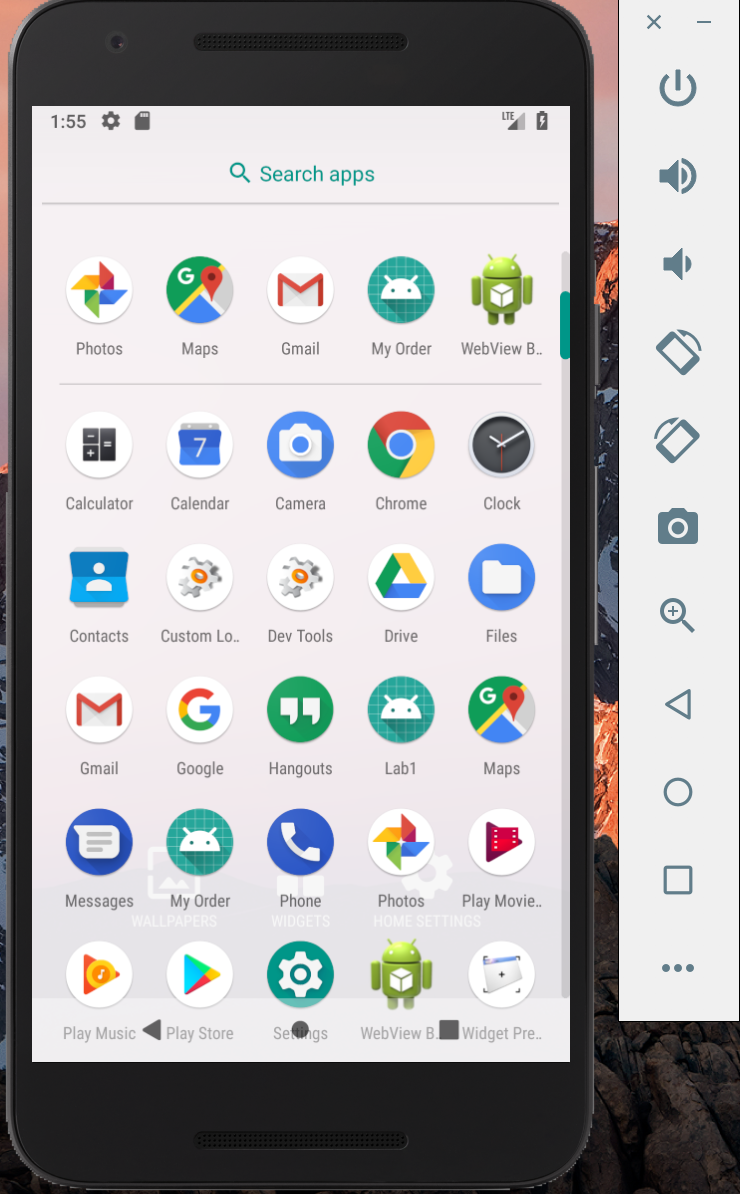 1:55 LTE
Search apps
Photos Maps Gmail My Order WebView B..
7
Calculator Calendar Camera Chrome Clock
Contacts Custom Lo.. Dev Tools Drive Files
Gmail Google Hangouts Lab1 Maps
Messages My Order Phone Photos Play Movie..
WALLPAPERS WIDGETS HOME SETTINGS
Play Music Play Store Settings WebView B.. Widget Pre..